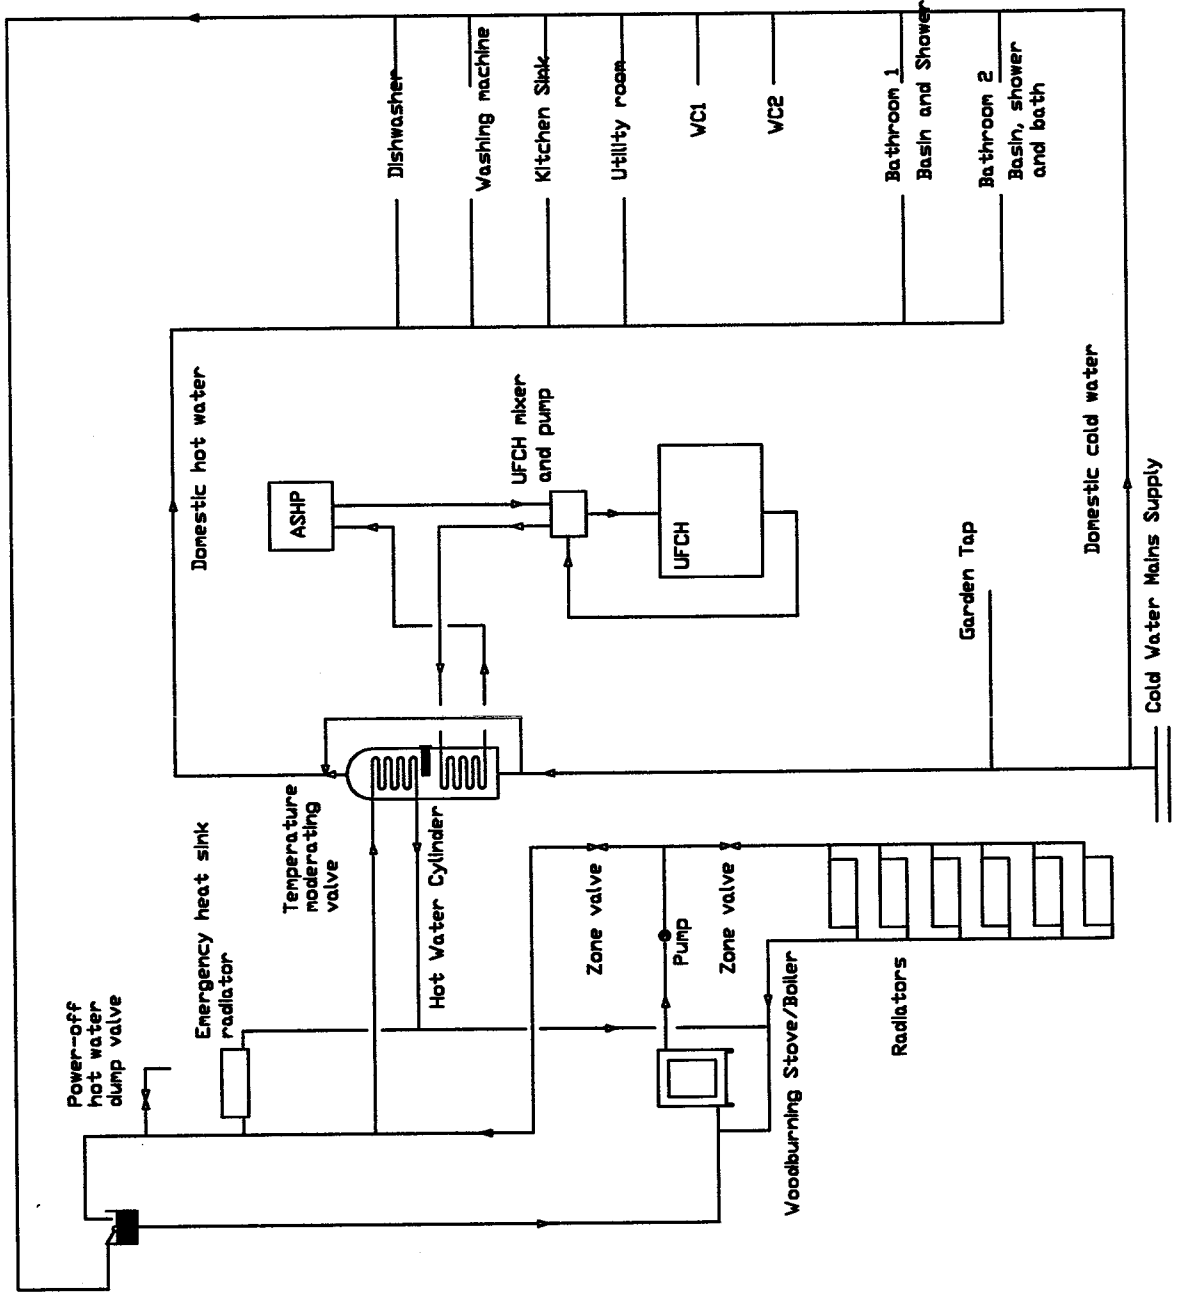 Power-off
hot water
dump valve
Emergency heat sink
radiator
Temperature
moderating
valve
Hot Water Cylinder
Zone valve
Pump
Zone valve
Woodburning Stove/Boiler
Radiators
Domestic hot water
ASHP
UFCH mixer
and pump
UFCH
Garden Tap
Domestic cold water
Cold Water Mains Supply
Dishwasher
Washing machine
Kitchen Sink
Utility room
WC1
WC2
Bathroom 1
Basin and Shower
Bathroom 2
Basin, shower
and bath